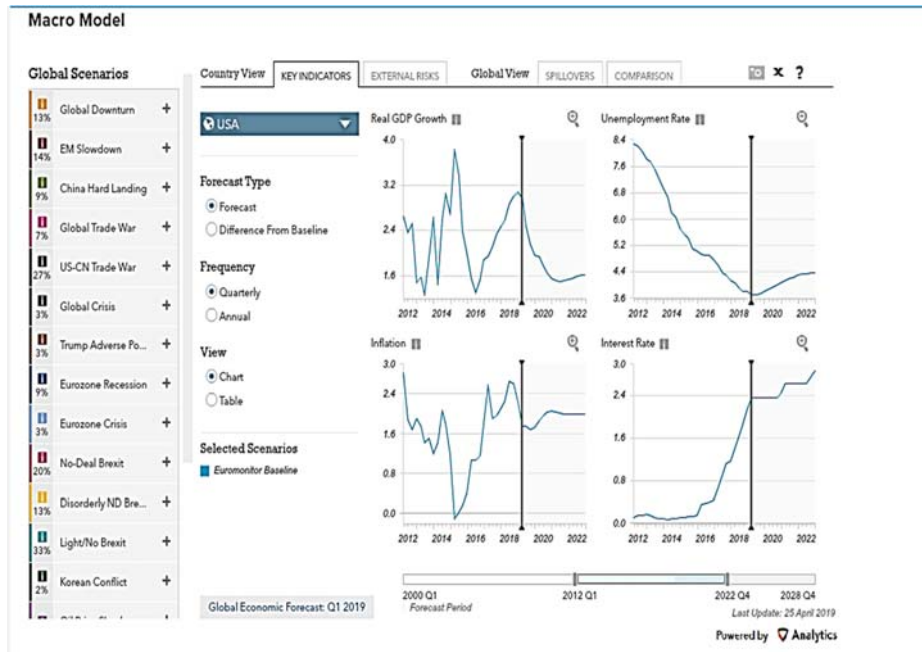 Macro Model
Global Scenarios
13% Global Downturn +
14% EM Slowdown +
9% China Hard Landing +
7% Global Trade War +
27% US-CN Trade War +
3% Global Crisis +
3% Trump Adverse Po... +
9% Eurozone Recession +
3% Eurozone Crisis +
20% No-Deal Brexit +
13% Disorderly ND Bre... +
33% Light/No Brexit +
2% Korean Conflict +
Country View KEY INDICATORS EXTERNAL RISKS Global View SPILLOVERS COMPARISON X ?
USA
Forecast Type
Forecast
Difference From Baseline
Frequency
Quarterly
Annual
View
Chart
Table
Selected Scenarios
Euromonitor Baseline
Global Economic Forecast: Q1 2019
Real GDP Growth
4.0
3.2
2.4
1.6
2012 2014 2016 2018 2020 2022
Unemployment Rate
8.4
7.6
6.8
6.0
5.2
4.4
3.6
2012 2014 2016 2018 2020 2022
Inflation
3.0
2.4
1.6
0.8
0.0
2012 2014 2016 2018 2020 2022
Interest Rate
3.0
2.4
1.6
0.8
0.0
2012 2014 2016 2018 2020 2022
2000 Q1 2012 Q1 2022 Q4 2028 Q4
Forecast Period
Last Update: 25 April 2019
Powered by Analytics